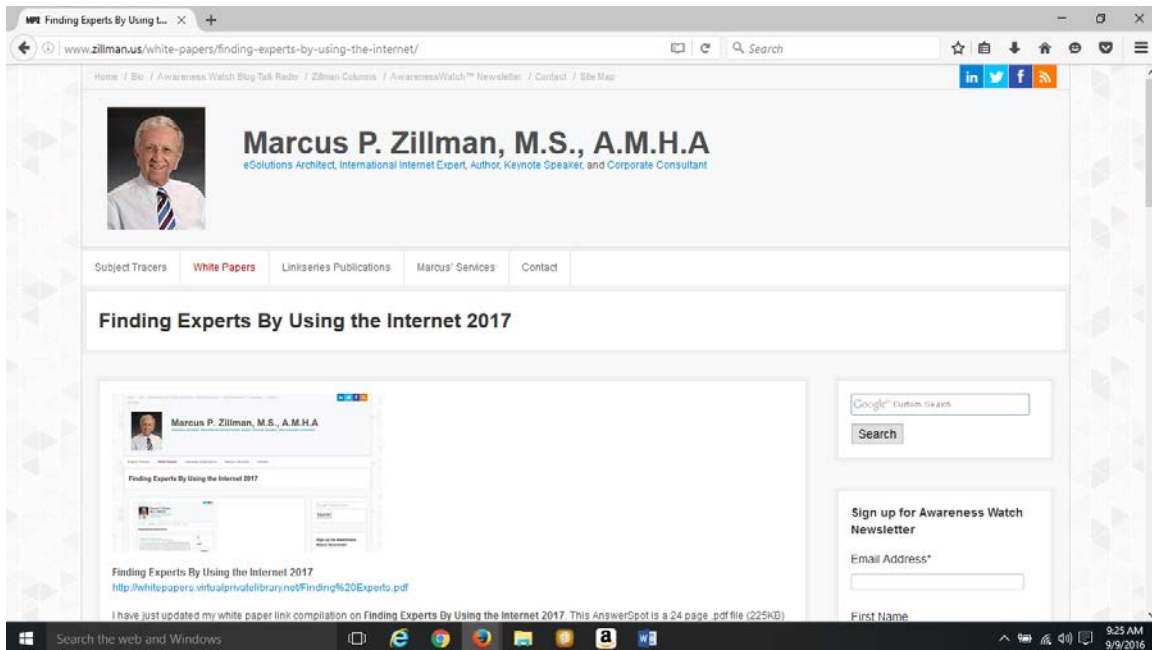 Finding Experts By Using t...
www.zillman.us/white-papers/finding-experts-by-using-the-internet/
Search
Home / Bio / Awareness Watch Blog Talk Radio / Zillman Columns / AwarenessWatch™ Newsletter / Contact / Site Map
in f
Marcus P. Zillman, M.S., A.M.H.A
eSolutions Architect, International Internet Expert, Author, Keynote Speaker, and Corporate Consultant
Subject Tracers White Papers Linkseries Publications Marcus' Services Contact
Finding Experts By Using the Internet 2017
Marcus P. Zillman, M.S., A.M.H.A
Finding Experts By Using the Internet 2017
Google™ Custom Search
Search
Sign up for Awareness Watch
Newsletter
Email Address*
First Name
Finding Experts By Using the Internet 2017
http://whitepapers.virtualprivatelibrary.net/Finding%20Experts.pdf
I have just updated my white paper link compilation on Finding Experts By Using the Internet 2017. This AnswerSpot is a 24 page .pdf file (225KB)
Search the web and Windows
9:25 AM
9/9/2016